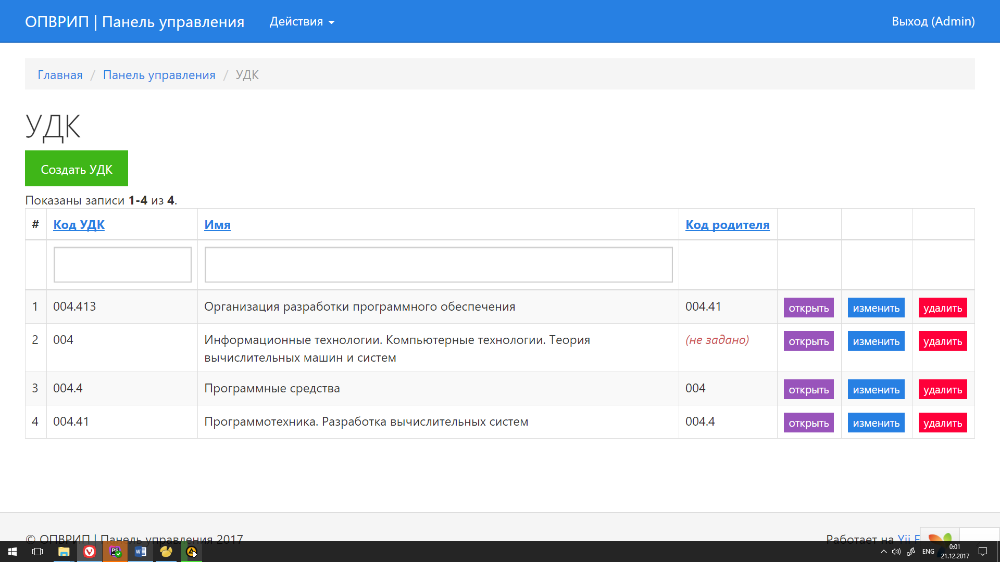 ОПВРИП | Панель управления Действия Выход (Admin)
Главная / Панель управления / УДК
УДК
Создать УДК
Показаны записи 1-4 из 4.
# Код УДК Имя Код родителя
1 004.413 Организация разработки программного обеспечения 004.41 открыть изменить удалить
2 004 Информационные технологии. Компьютерные технологии. Теория (не задано) открыть изменить удалить
вычислительных машин и систем
3 004.4 Программные средства 004 открыть изменить удалить
4 004.41 Программотехника. Разработка вычислительных систем 004.4 открыть изменить удалить
© ОПВРИП | Панель управления 2017 Работает на Yii F
PS W ENG 0:01
21.12.2017